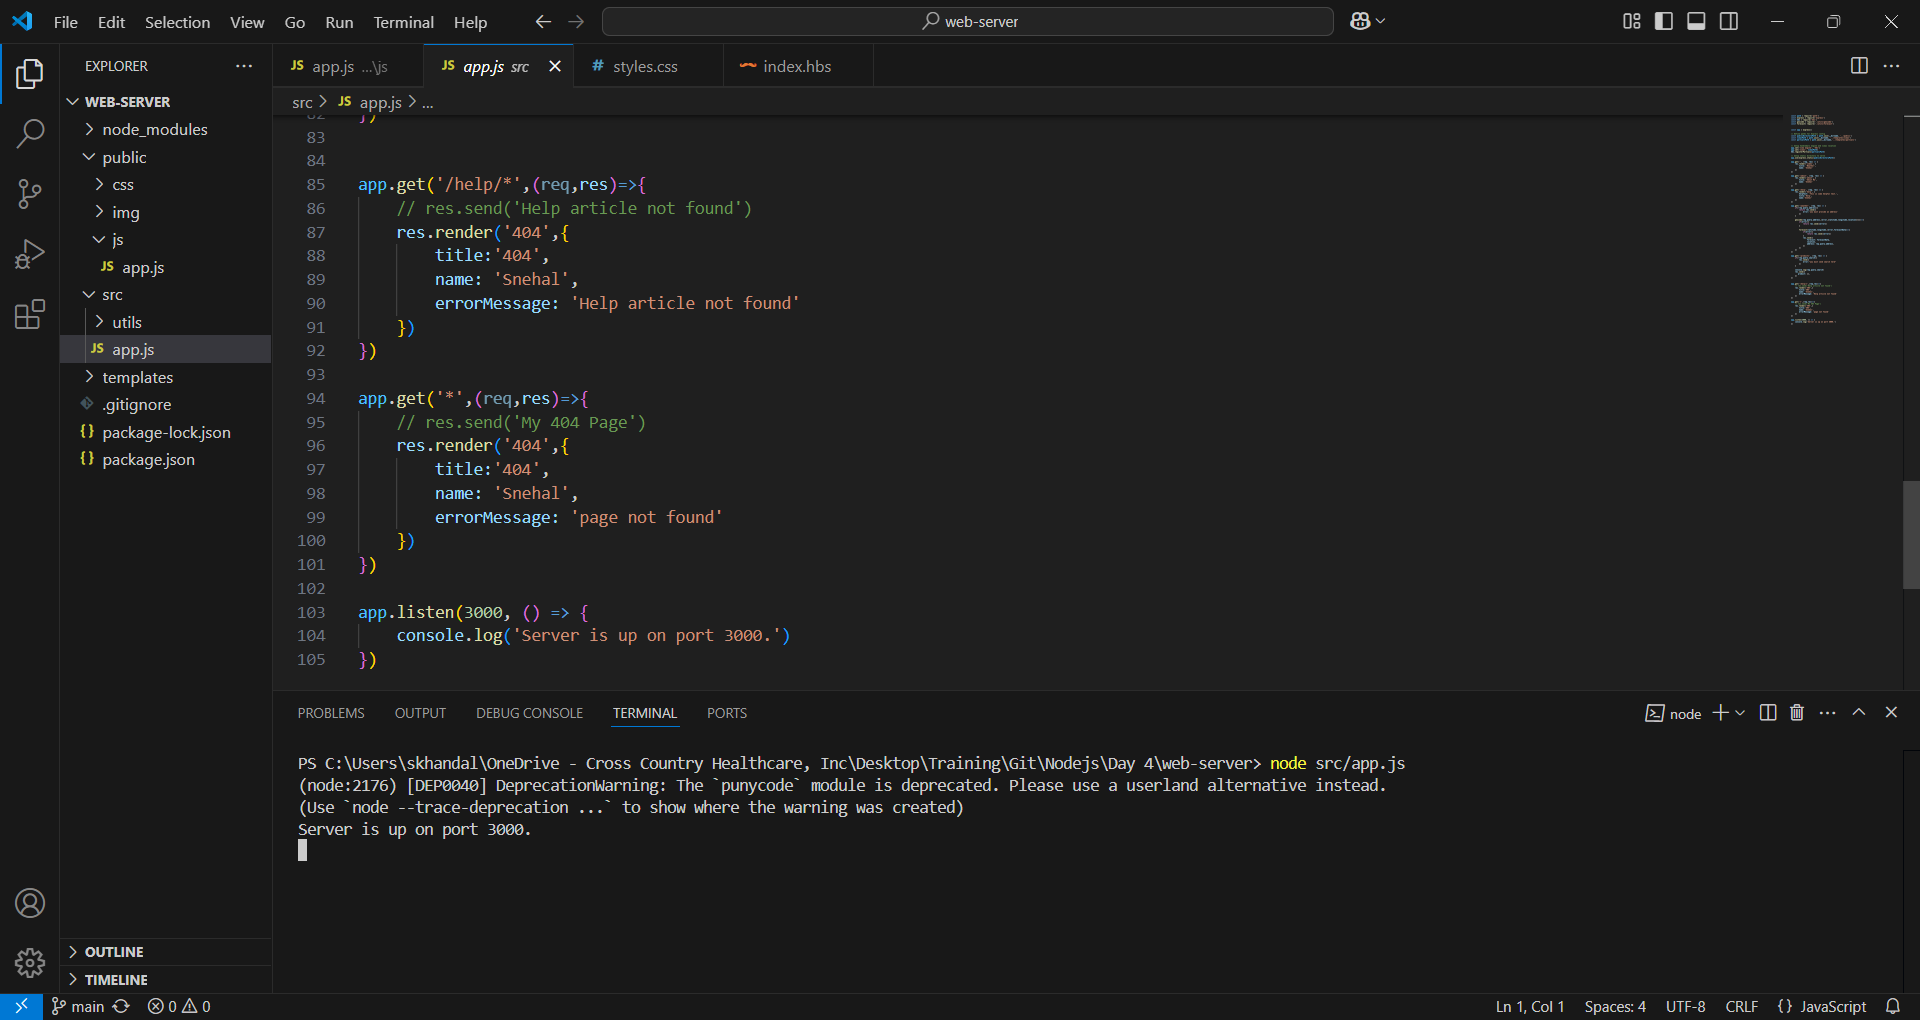 File Edit Selection View Go Run Terminal Help web-server
EXPLORER
WEB-SERVER
node_modules
public
css
img
js
JS app.js
src
utils
JS app.js
templates
.gitignore
{} package-lock.json
{} package.json
OUTLINE
TIMELINE
JS app.js ...\js JS app.js src # styles.css index.hbs
src > JS app.js > ...
82 })
83
84
85 app.get('/help/*',(req,res)=>{
86     // res.send('Help article not found')
87     res.render('404',{
88         title:'404',
89         name: 'Snehal',
90         errorMessage: 'Help article not found'
91     })
92 })
93
94 app.get('*',(req,res)=>{
95     // res.send('My 404 Page')
96     res.render('404',{
97         title:'404',
98         name: 'Snehal',
99         errorMessage: 'page not found'
100     })
101 })
102
103 app.listen(3000, () => {
104     console.log('Server is up on port 3000.')
105 })
PROBLEMS OUTPUT DEBUG CONSOLE TERMINAL PORTS node
PS C:\Users\skhandal\OneDrive - Cross Country Healthcare, Inc\Desktop\Training\Git\Nodejs\Day 4\web-server> node src/app.js
(node:2176) [DEP0040] DeprecationWarning: The `punycode` module is deprecated. Please use a userland alternative instead.
(Use `node --trace-deprecation ...` to show where the warning was created)
Server is up on port 3000.
main 0 0 Ln 1, Col 1 Spaces: 4 UTF-8 CRLF {} JavaScript